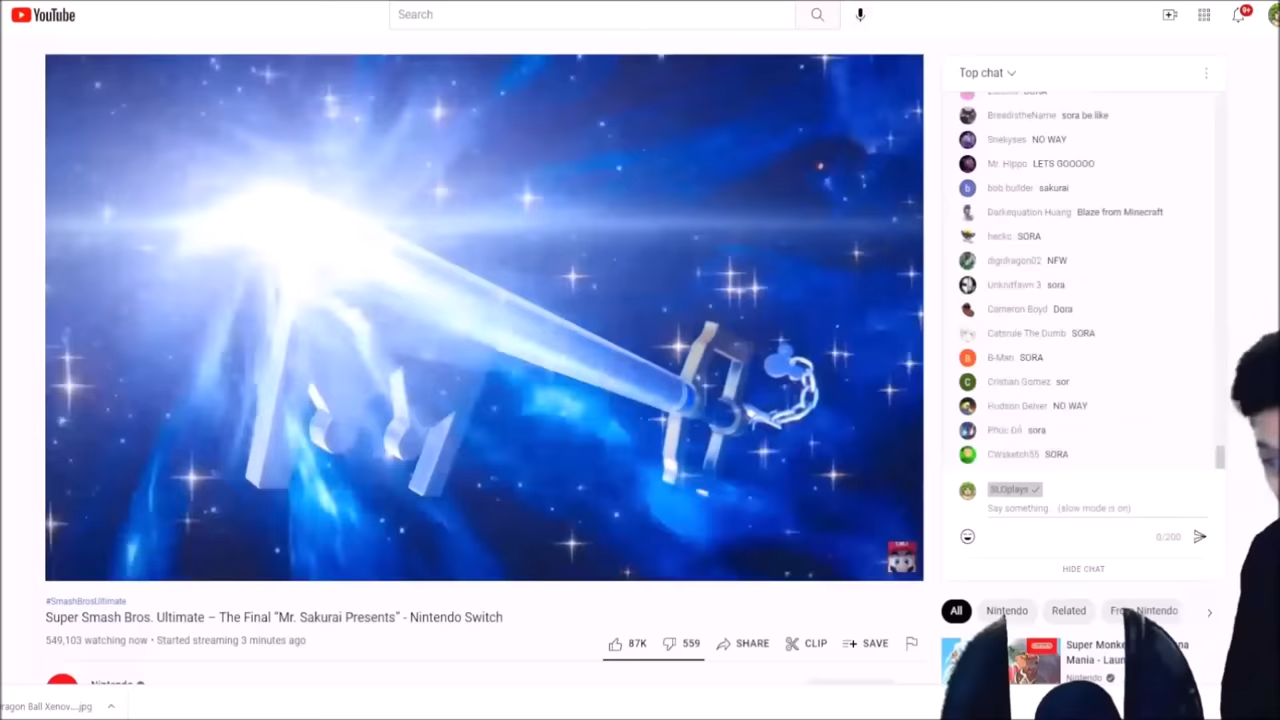 YouTube
Search
9+
Top chat
BreadistheName sora be like
Snekyses NO WAY
Mr. Hippo LETS GOOOOO
b
bob builder sakurai
Darkequation Huang Blaze from Minecraft
hecko SORA
digidragon02 NFW
Unkndfawn 3 sora
Cameron Boyd Dora
Catsrule The Dumb SORA
B
B-Man SORA
C
Cristian Gomez sor
Hudson Delver NO WAY
Phúc Đỗ sora
CWsketch55 SORA
SLOplays
Say something... (slow mode is on)
0/200
HIDE CHAT
#SmashBrosUltimate
Super Smash Bros. Ultimate – The Final "Mr. Sakurai Presents" - Nintendo Switch
549,103 watching now • Started streaming 3 minutes ago
87K
559
SHARE
CLIP
SAVE
All
Nintendo
Related
Nintendo
Super Monke
Mania - Laun
Nintendo
Nintendo
ragon Ball Xenov....jpg